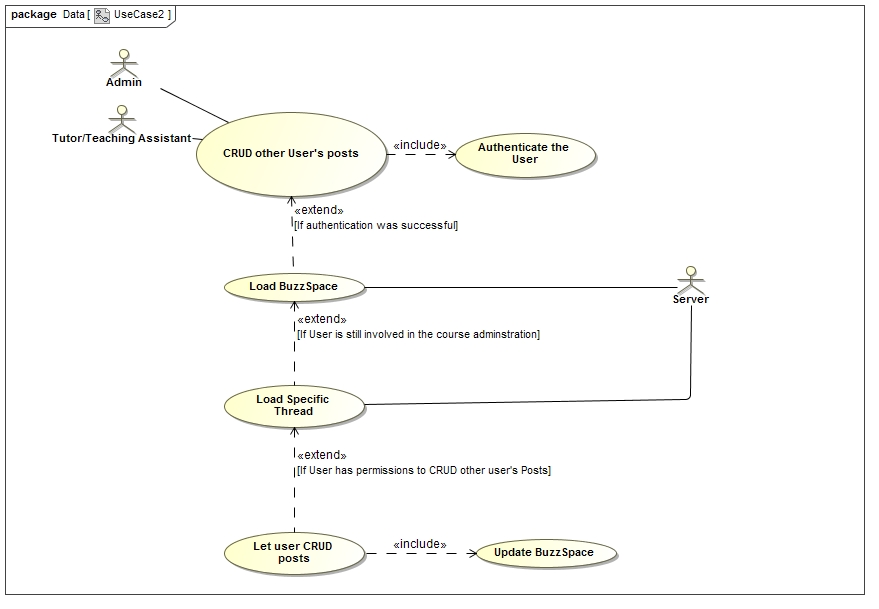 package Data [ UseCase2 ]
Admin
Tutor/Teaching Assistant
CRUD other User's posts
«include»
Authenticate the
User
«extend»
[If authentication was successful]
Load BuzzSpace
Server
«extend»
[If User is still involved in the course adminstration]
Load Specific
Thread
«extend»
[If User has permissions to CRUD other user's Posts]
Let user CRUD
posts
«include»
Update BuzzSpace